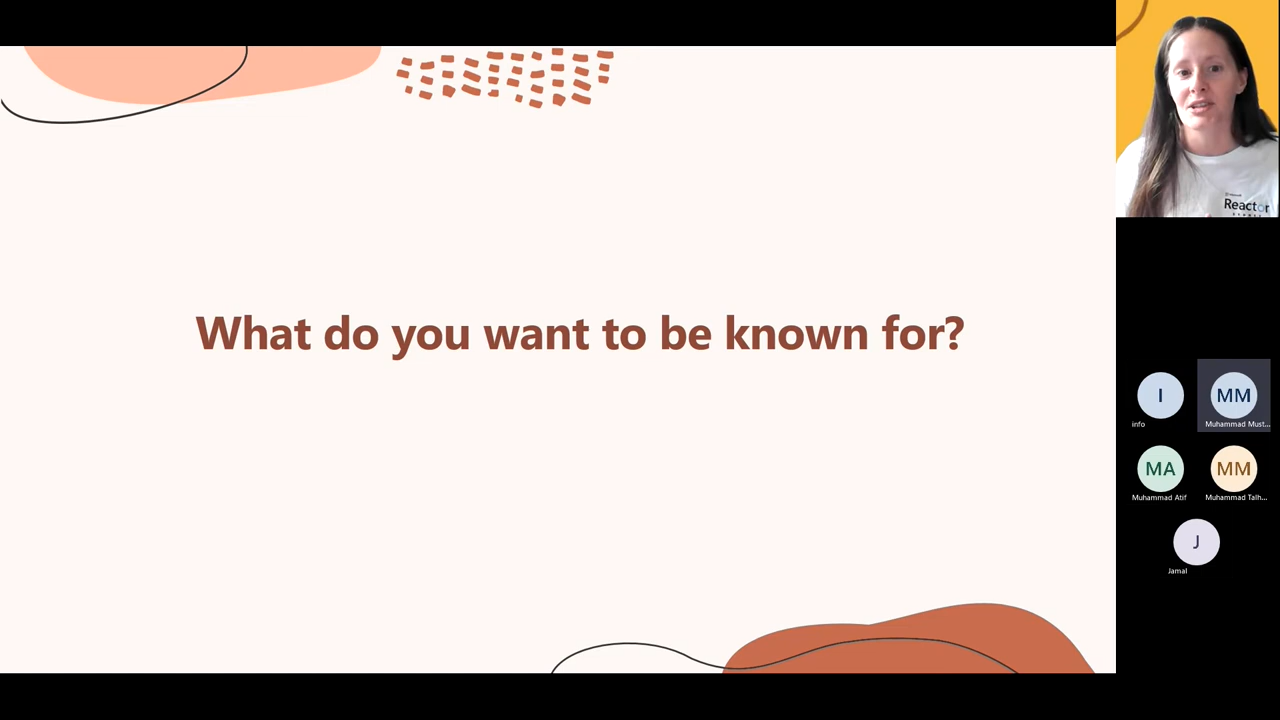 What do you want to be known for?
Reactor
I
info
MM
Muhammad Must...
MA
Muhammad Atif
MM
Muhammad Talh...
J
Jamal